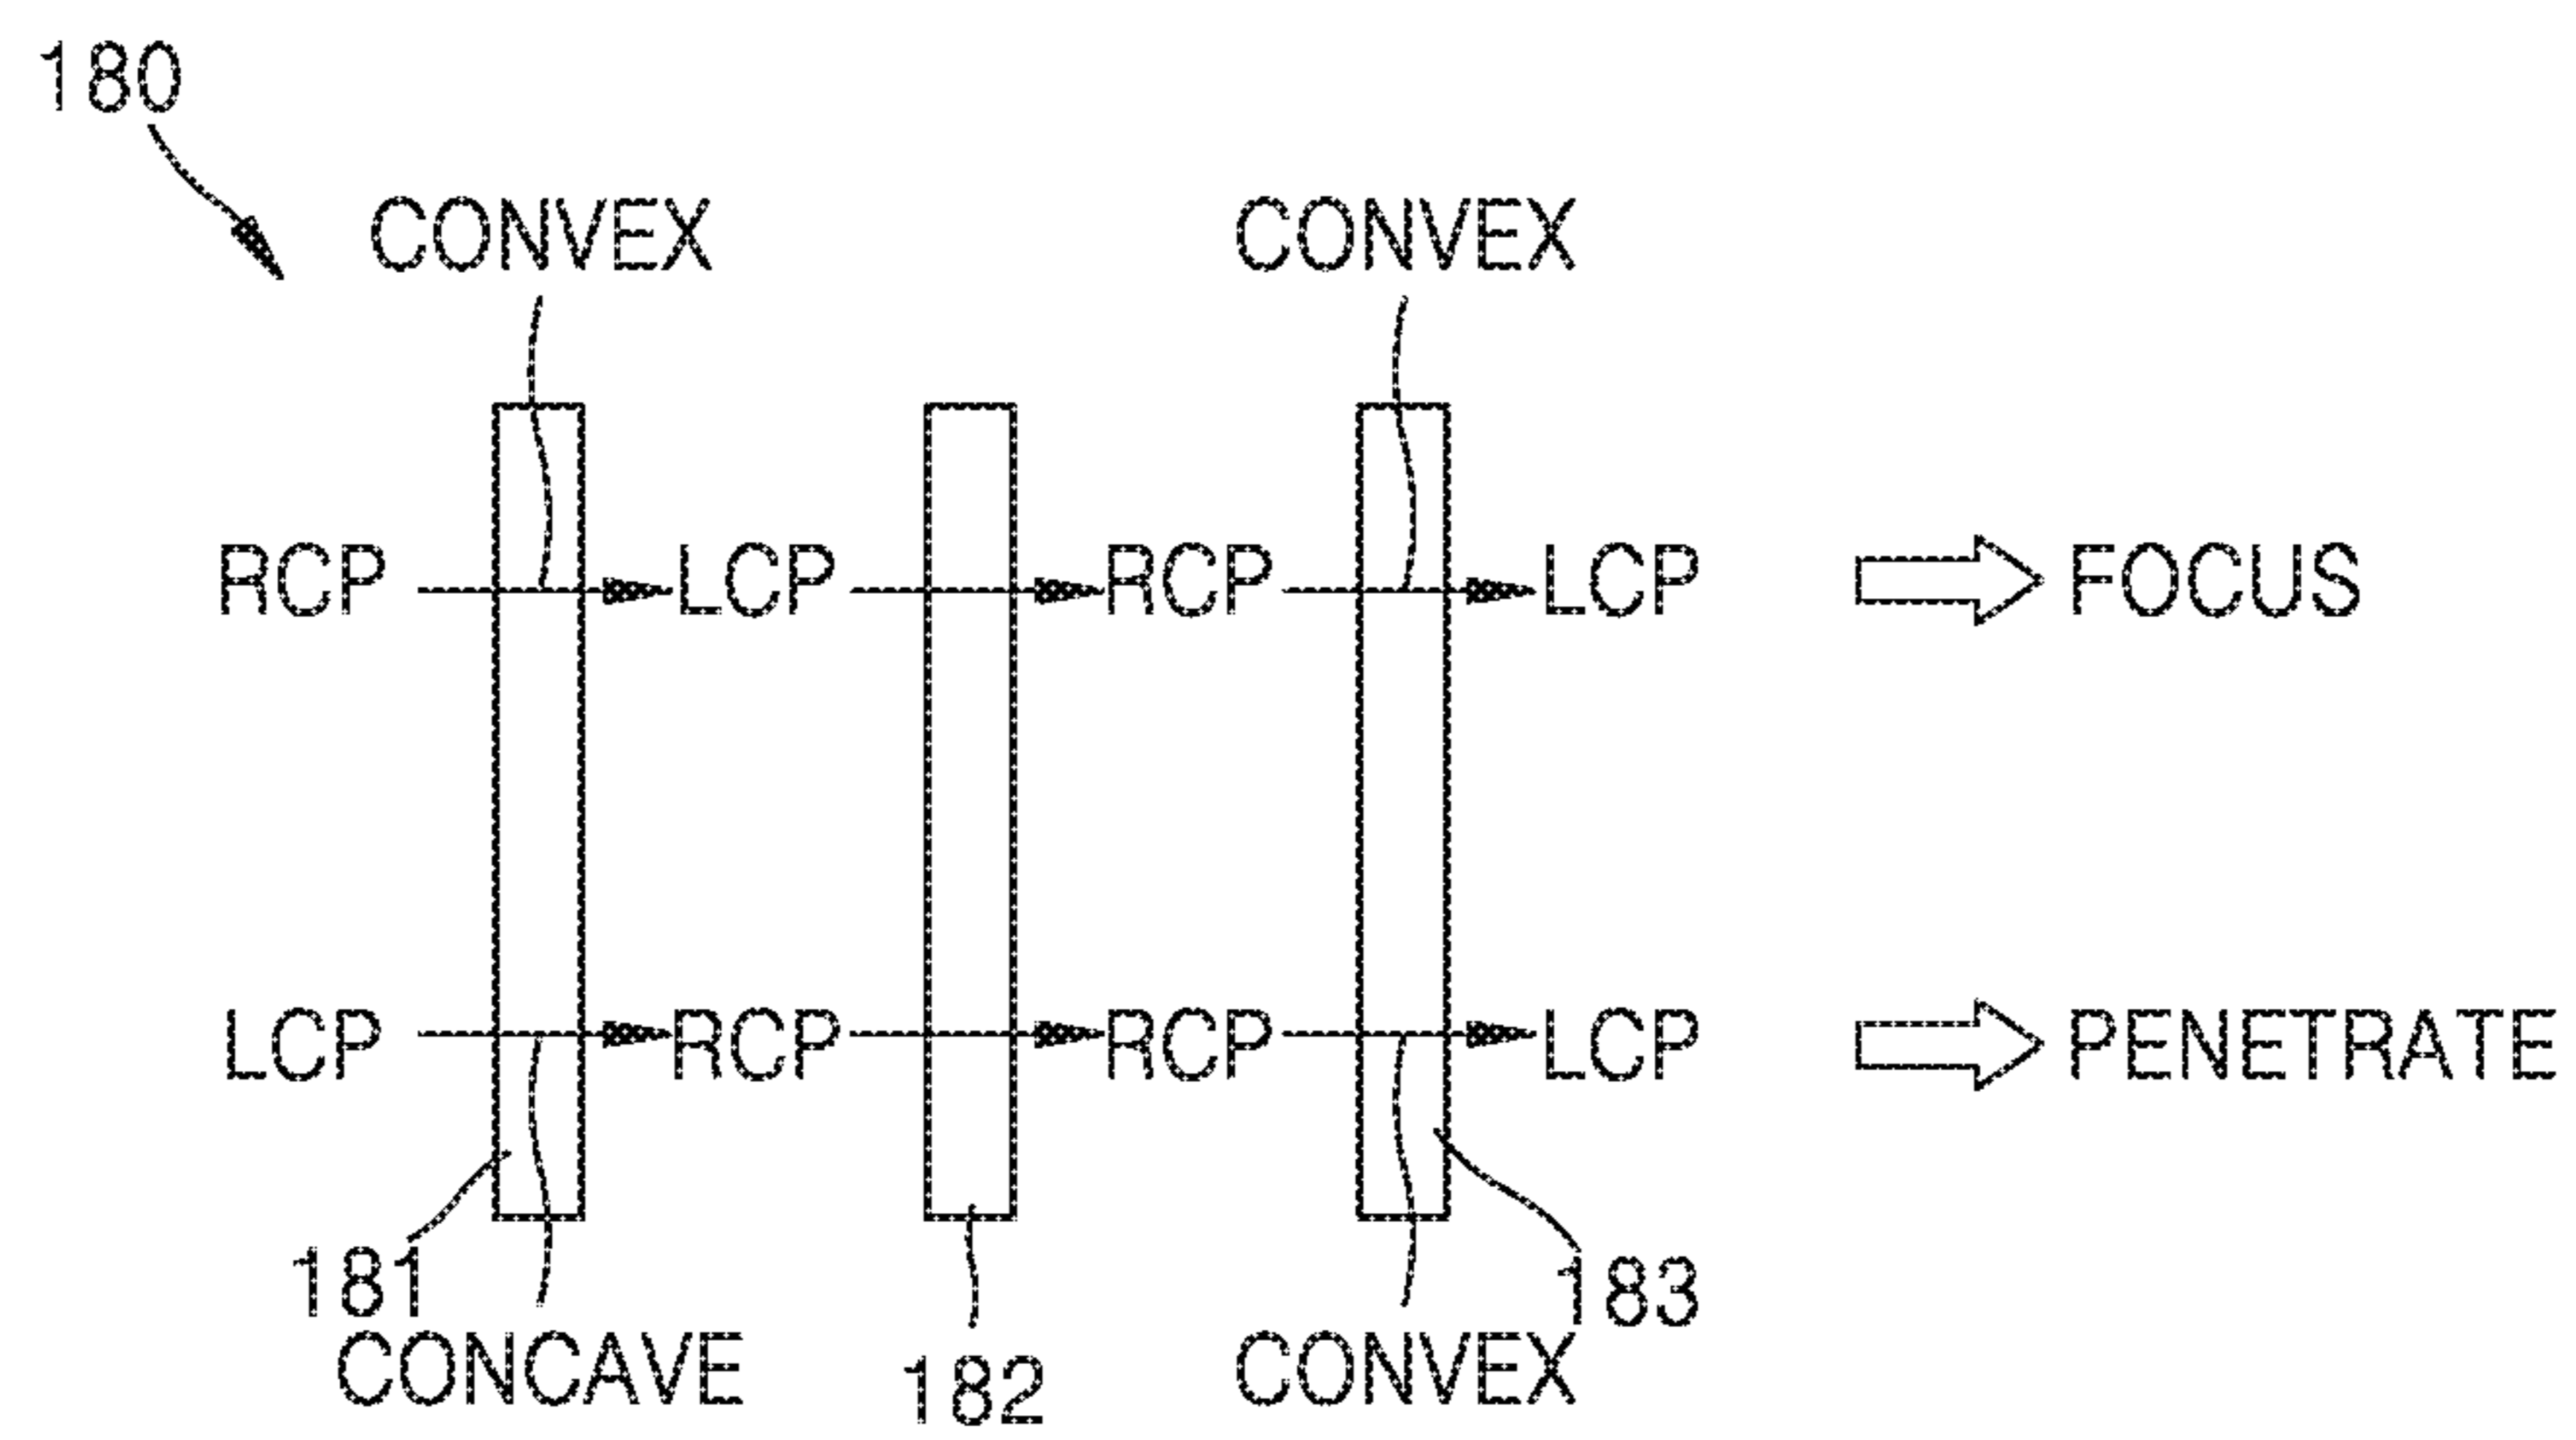 180
CONVEX CONVEX
RCP LCP RCP LCP FOCUS
LCP RCP RCP LCP PENETRATE
181 183
CONCAVE 182 CONVEX